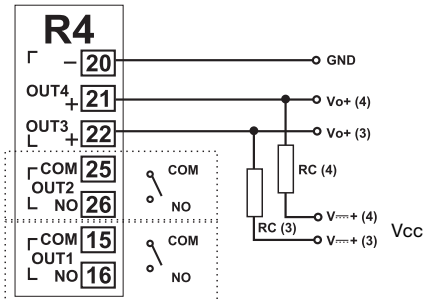 R4
− 20 GND
OUT4 + 21 Vo+ (4)
OUT3 + 22 Vo+ (3)
COM 25 COM RC (4)
OUT2
NO 26 NO V⎓+ (4)
RC (3) Vcc
COM 15 COM V⎓+ (3)
OUT1
NO 16 NO